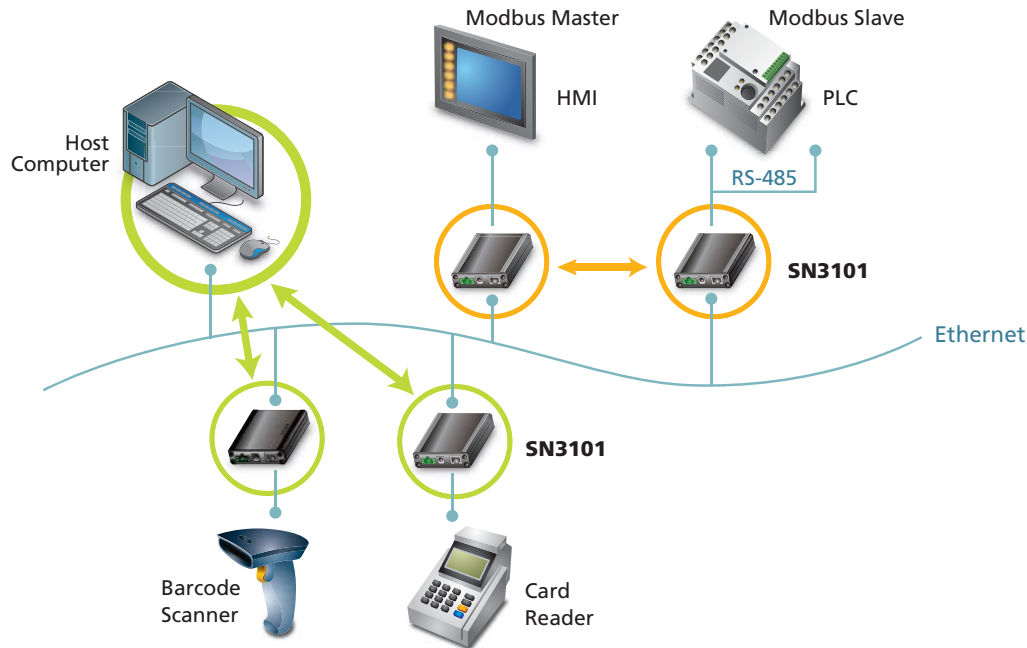 Modbus Master
Modbus Slave
HMI
PLC
Host
Computer
RS-485
SN3101
Ethernet
SN3101
Barcode
Scanner
Card
Reader